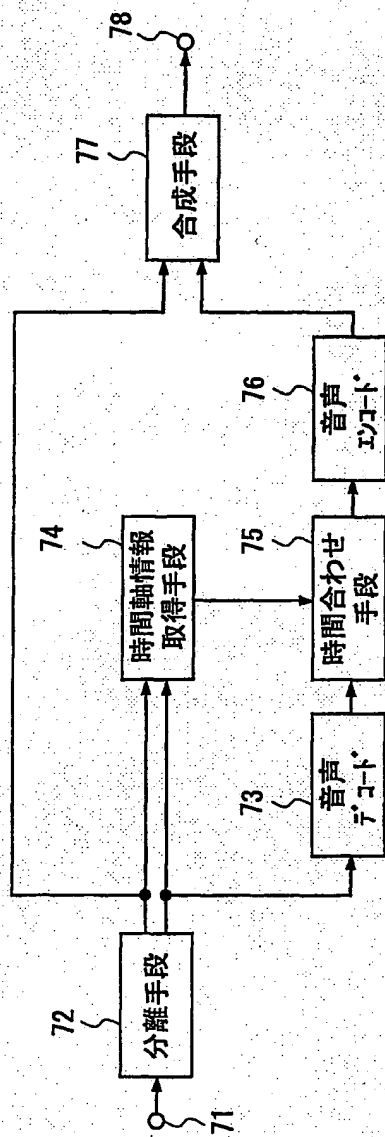 71
72
分離手段
73
音声
デコード
74
時間軸情報
取得手段
75
時間合わせ
手段
76
音声
エンコード
77
合成手段
78